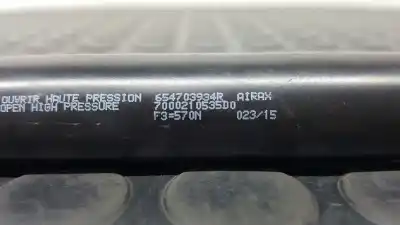 OUVRIR HAUTE PRESSION 654703934R AIRAX
OPEN HIGH PRESSURE 7000210535D0
F3=570N 023/15